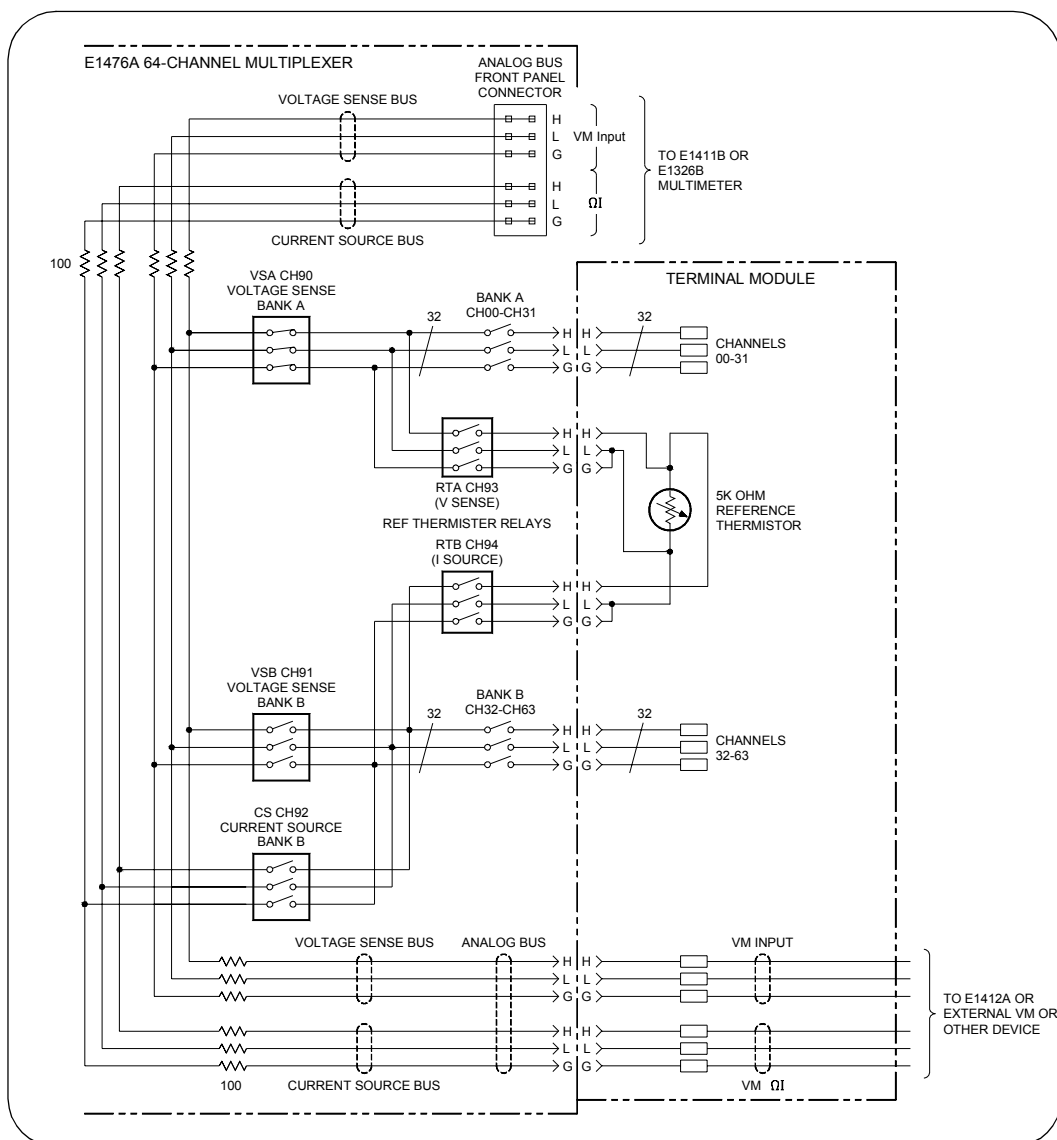 E1476A 64-CHANNEL MULTIPLEXER
ANALOG BUS
FRONT PANEL
CONNECTOR
VOLTAGE SENSE BUS
H
L
G
VM Input
H
L
G
ΩI
TO E1411B OR
E1326B
MULTIMETER
CURRENT SOURCE BUS
100
VSA CH90
VOLTAGE SENSE
BANK A
32
BANK A
CH00-CH31
TERMINAL MODULE
H H
L L
G G
32
CHANNELS
00-31
H H
L L
G G
RTA CH93
(V SENSE)
5K OHM
REFERENCE
THERMISTOR
REF THERMISTER RELAYS
RTB CH94
(I SOURCE)
H H
L L
G G
VSB CH91
VOLTAGE SENSE
BANK B
32
BANK B
CH32-CH63
H H
L L
G G
32
CHANNELS
32-63
CS CH92
CURRENT SOURCE
BANK B
VOLTAGE SENSE BUS
ANALOG BUS
VM INPUT
H H
L L
G G
H H
L L
G G
TO E1412A OR
EXTERNAL VM OR
OTHER DEVICE
100
CURRENT SOURCE BUS
VM ΩI